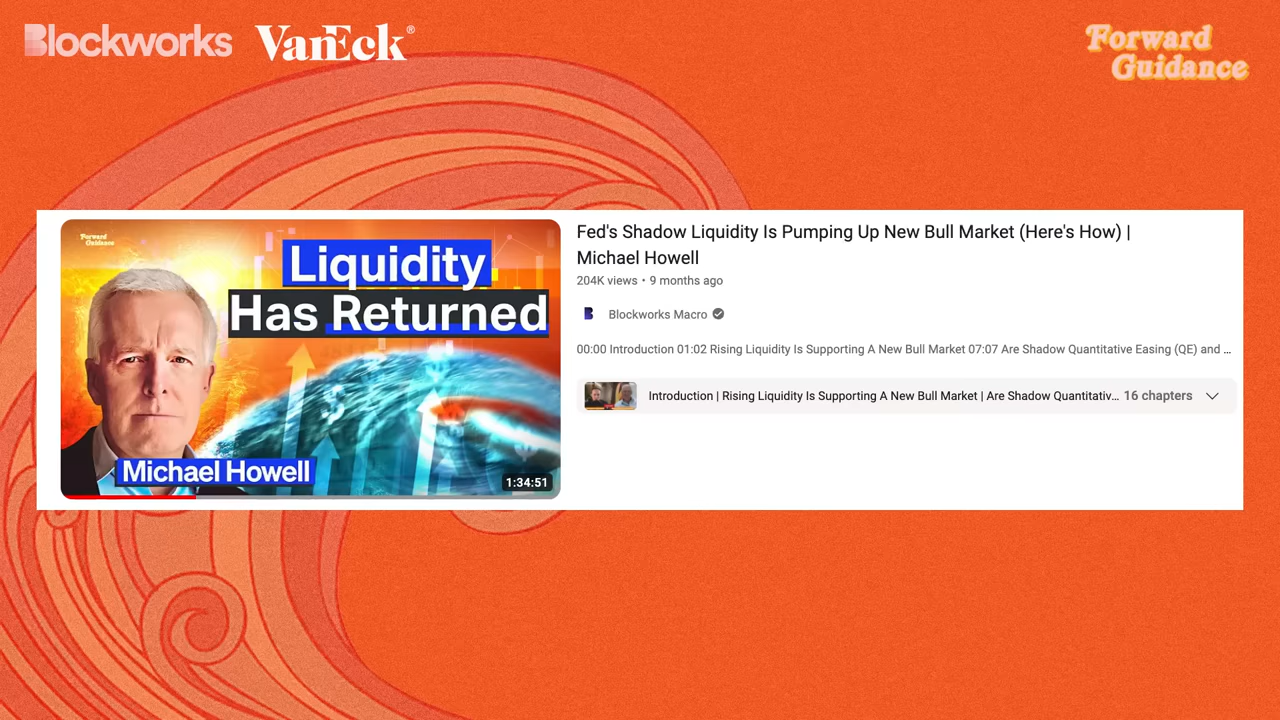 Blockworks
VanEck®
Forward
Guidance
Forward
Guidance
Liquidity
Has Returned
Michael Howell
1:34:51
Fed's Shadow Liquidity Is Pumping Up New Bull Market (Here's How) |
Michael Howell
204K views • 9 months ago
Blockworks Macro
00:00 Introduction 01:02 Rising Liquidity Is Supporting A New Bull Market 07:07 Are Shadow Quantitative Easing (QE) and ...
Introduction | Rising Liquidity Is Supporting A New Bull Market | Are Shadow Quantitativ... 16 chapters